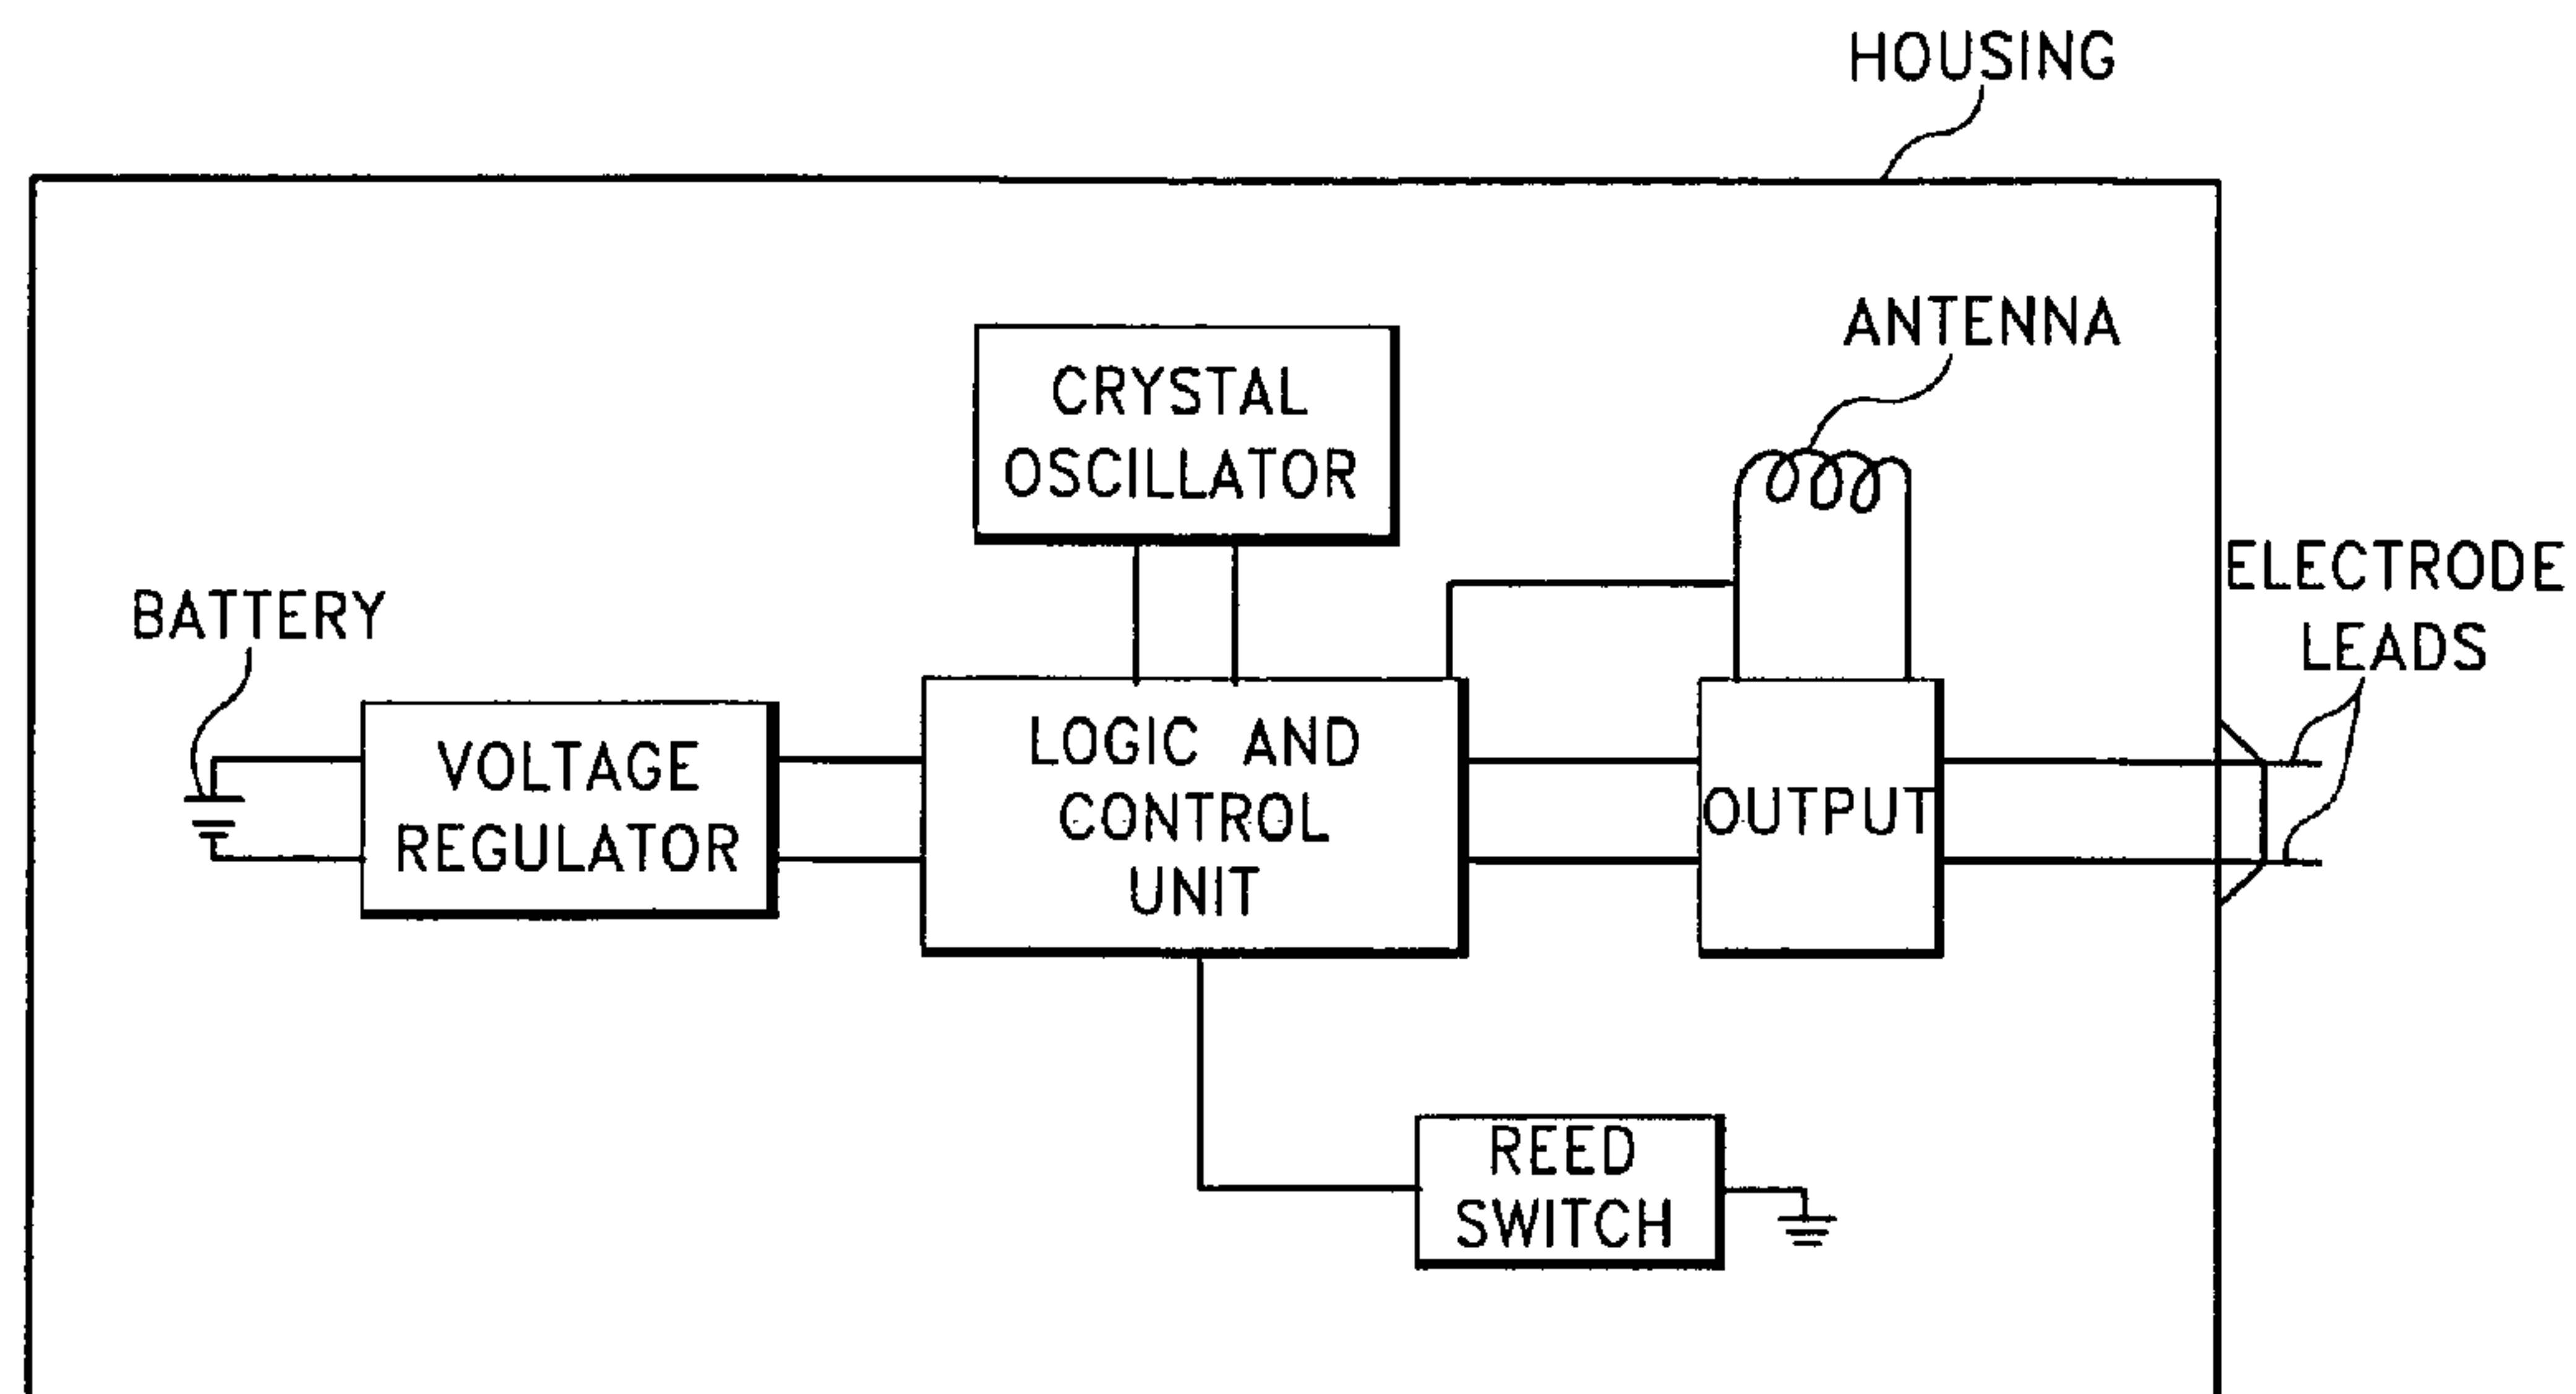 HOUSING
ANTENNA
CRYSTAL
OSCILLATOR
ELECTRODE
LEADS
BATTERY
VOLTAGE
REGULATOR
LOGIC AND
CONTROL
UNIT
OUTPUT
REED
SWITCH